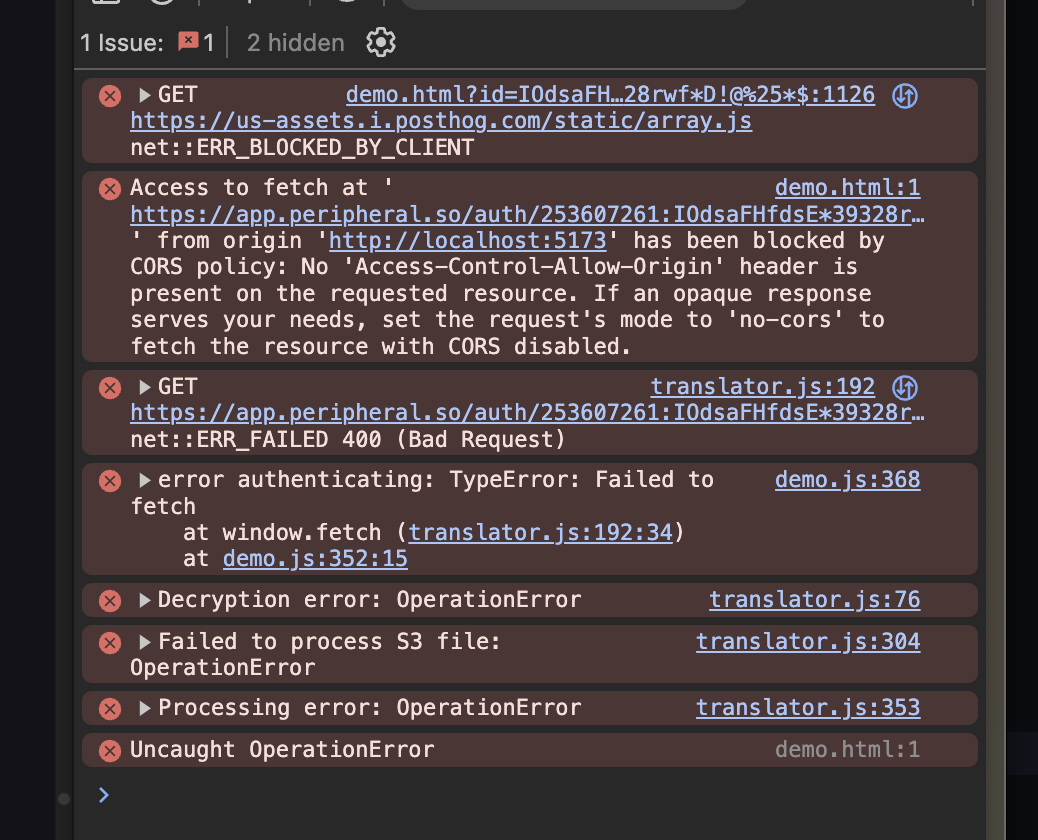 1 Issue: 1 2 hidden
GET demo.html?id=IOdsaFH…28rwf*D!@%25*$:1126
https://us-assets.i.posthog.com/static/array.js
net::ERR_BLOCKED_BY_CLIENT
Access to fetch at ' demo.html:1
https://app.peripheral.so/auth/253607261:IOdsaFHfdsE*39328r…
' from origin 'http://localhost:5173' has been blocked by
CORS policy: No 'Access-Control-Allow-Origin' header is
present on the requested resource. If an opaque response
serves your needs, set the request's mode to 'no-cors' to
fetch the resource with CORS disabled.
GET translator.js:192
https://app.peripheral.so/auth/253607261:IOdsaFHfdsE*39328r…
net::ERR_FAILED 400 (Bad Request)
error authenticating: TypeError: Failed to demo.js:368
fetch
at window.fetch (translator.js:192:34)
at demo.js:352:15
Decryption error: OperationError translator.js:76
Failed to process S3 file: translator.js:304
OperationError
Processing error: OperationError translator.js:353
Uncaught OperationError demo.html:1